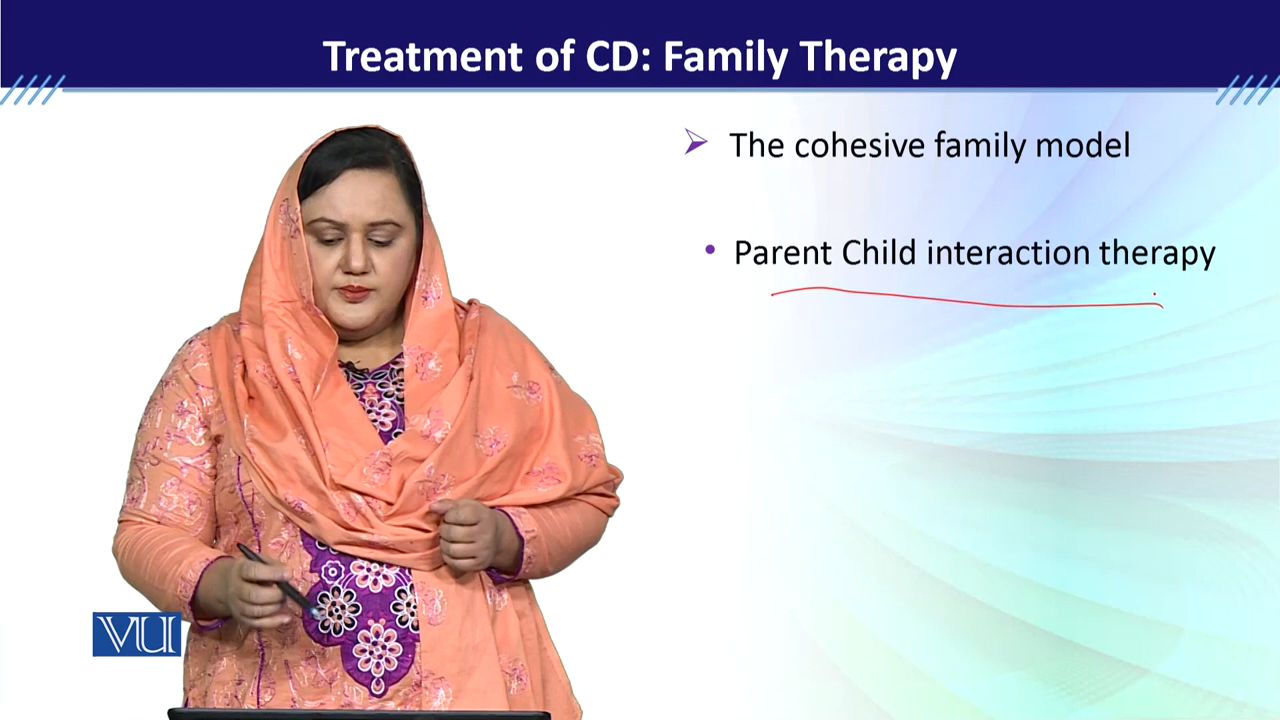 Treatment of CD: Family Therapy
The cohesive family model
Parent Child interaction therapy
VU